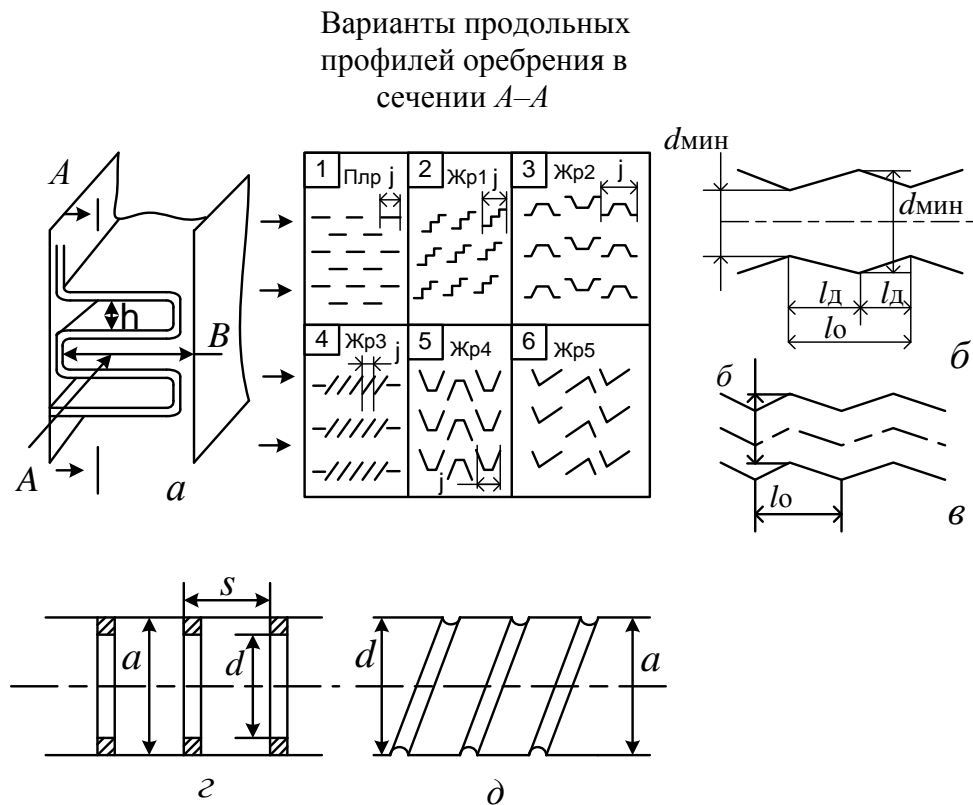 Варианты продольных
профилей оребрения в
сечении А–А
A
h
B
A
а
1 Плр j
2 Жр1 j
3 Жр2 j
4 Жр3 j
5 Жр4 j
6 Жр5
dмин
dмин
lд lд
lо
б
б
lо
в
s
a
d
г
d
a
д